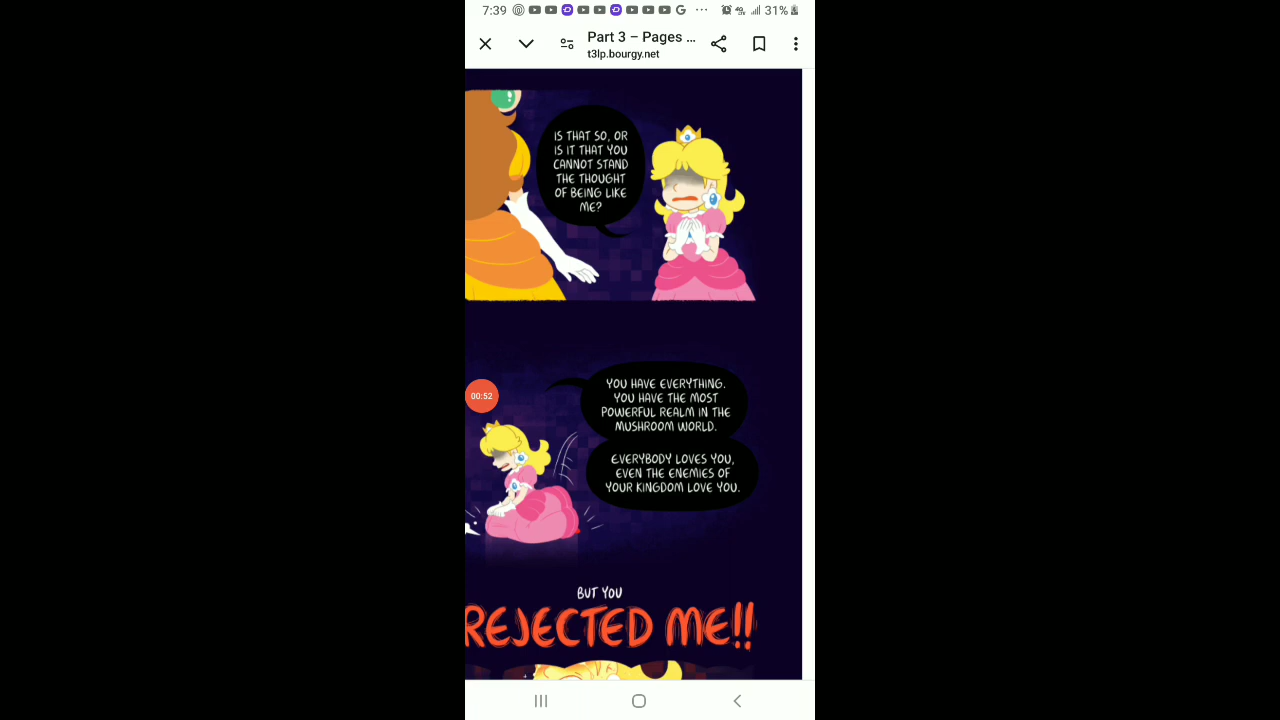 7:39
31%
Part 3 – Pages ...
t3lp.bourgy.net
IS THAT SO, OR
IS IT THAT YOU
CANNOT STAND
THE THOUGHT
OF BEING LIKE
ME?
YOU HAVE EVERYTHING.
YOU HAVE THE MOST
POWERFUL REALM IN THE
MUSHROOM WORLD.
00:52
EVERYBODY LOVES YOU,
EVEN THE ENEMIES OF
YOUR KINGDOM LOVE YOU.
BUT YOU
REJECTED ME!!